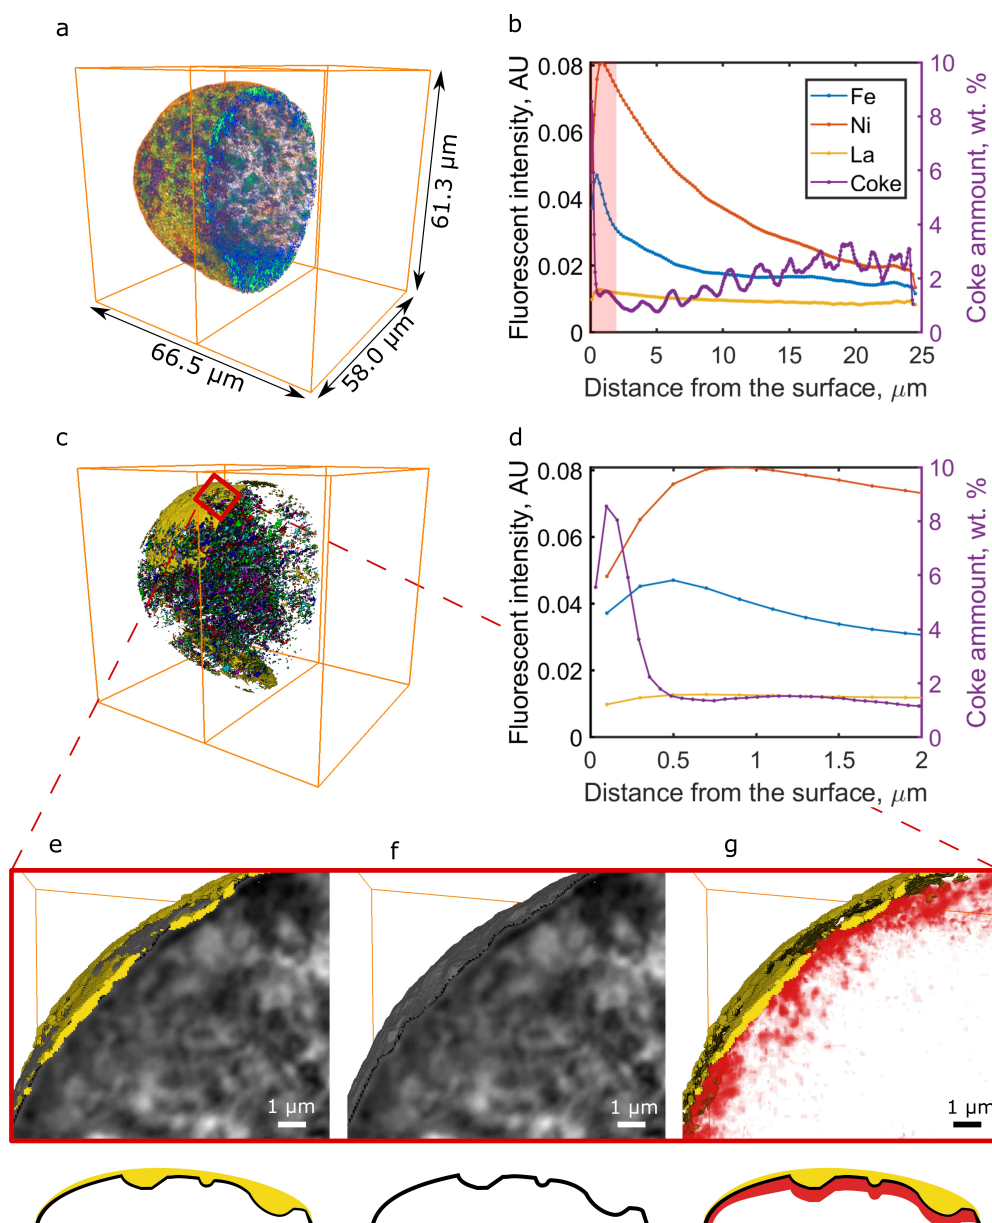 a
61.3 µm
66.5 µm
58.0 µm
b
Fluorescent intensity, AU
0.08
0.06
0.04
0.02
0
Fe
Ni
La
Coke
10
8
6
4
2
0
Coke ammount, wt. %
0 5 10 15 20 25
Distance from the surface, µm
c
d
Fluorescent intensity, AU
0.08
0.06
0.04
0.02
0
10
8
6
4
2
0
Coke ammount, wt. %
0 0.5 1 1.5 2
Distance from the surface, µm
e
f
g
1 µm
1 µm
1 µm